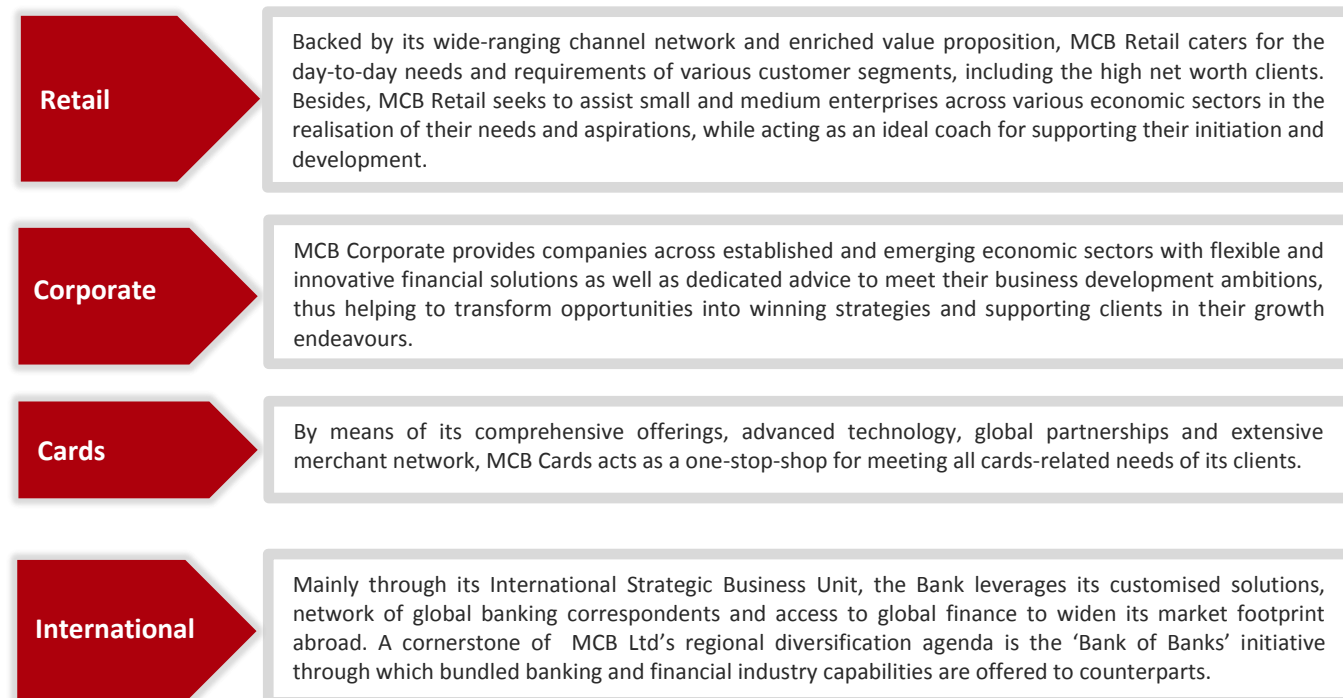 Retail
Backed by its wide-ranging channel network and enriched value proposition, MCB Retail caters for the
day-to-day needs and requirements of various customer segments, including the high net worth clients.
Besides, MCB Retail seeks to assist small and medium enterprises across various economic sectors in the
realisation of their needs and aspirations, while acting as an ideal coach for supporting their initiation and
development.
Corporate
MCB Corporate provides companies across established and emerging economic sectors with flexible and
innovative financial solutions as well as dedicated advice to meet their business development ambitions,
thus helping to transform opportunities into winning strategies and supporting clients in their growth
endeavours.
Cards
By means of its comprehensive offerings, advanced technology, global partnerships and extensive
merchant network, MCB Cards acts as a one-stop-shop for meeting all cards-related needs of its clients.
International
Mainly through its International Strategic Business Unit, the Bank leverages its customised solutions,
network of global banking correspondents and access to global finance to widen its market footprint
abroad. A cornerstone of MCB Ltd’s regional diversification agenda is the ‘Bank of Banks’ initiative
through which bundled banking and financial industry capabilities are offered to counterparts.